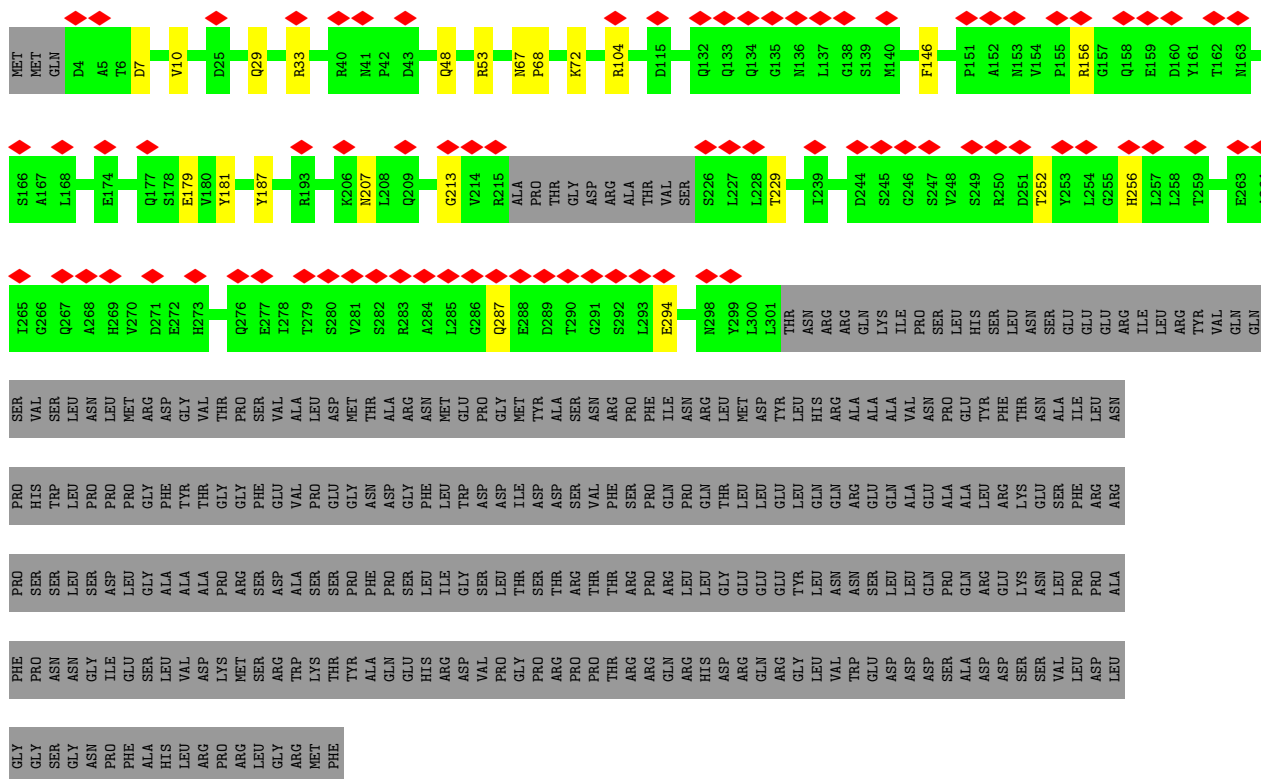 MET MET GLN D4 A5 T6 D7 V10 D25 Q29 R33 R40 N41 P42 D43 Q48 R53 N67 P68 K72 R104 D115 Q132 Q133 Q134 G135 N136 L137 G138 S139 M140 F146 P151 A152 N153 V154 P155 R156 G157 Q158 E159 D160 Y161 T162 N163
S166 A167 L168 E174 Q177 S178 E179 V180 Y181 Y187 R193 K206 N207 L208 Q209 G213 V214 R215 ALA PRO THR GLY ASP ARG ALA THR VAL SER S226 L227 L228 T229 I239 D244 S245 G246 S247 V248 S249 R250 D251 T252 Y253 L254 G255 H256 L257 L258 T259 E263
I265 G266 Q267 A268 H269 V270 D271 E272 H273 Q276 E277 I278 T279 S280 V281 S282 R283 A284 L285 G286 Q287 E288 D289 T290 G291 S292 L293 E294 N298 Y299 L300 L301 THR ASN ARG ARG GLN LYS ILE PRO SER LEU HIS SER LEU ASN SER GLU GLU GLU ARG ILE LEU ARG TYR VAL GLN GLN
SER VAL SER LEU ASN LEU MET ARG ASP GLY VAL THR PRO SER VAL ALA LEU ASP MET THR ALA ARG ASN MET GLU PRO GLY MET TYR ALA SER ASN ARG PRO PHE ILE ASN ARG LEU MET ASP TYR LEU HIS ARG ALA ALA ALA VAL ASN PRO GLU TYR PHE THR ASN ALA ILE LEU ASN
PRO HIS TRP LEU PRO PRO PRO GLY PHE TYR THR GLY GLY PHE GLU VAL PRO GLU GLY ASN ASP GLY PHE LEU TRP ASP ASP ILE ASP ASP SER VAL PHE SER PRO GLN PRO GLN THR LEU LEU GLU LEU GLN GLN ARG GLU GLN ALA GLU ALA ALA LEU ARG LYS GLU SER PHE ARG ARG
PRO SER SER LEU SER ASP LEU GLY ALA ALA ALA PRO ARG SER ASP ALA SER SER PRO PHE PRO SER LEU ILE GLY SER LEU THR SER THR ARG THR THR ARG PRO ARG LEU LEU GLY GLU GLU GLU TYR LEU ASN ASN SER LEU LEU GLN PRO GLN ARG GLU LYS ASN LEU PRO PRO ALA
PHE PRO ASN ASN GLY ILE GLU SER LEU VAL ASP LYS MET SER ARG TRP LYS THR TYR ALA GLN GLU HIS ARG ASP VAL PRO GLY PRO ARG PRO PRO THR ARG ARG GLN ARG HIS ASP ARG GLN ARG GLY LEU VAL TRP GLU ASP ASP ASP SER ALA ASP ASP SER SER VAL LEU ASP LEU
GLY GLY SER GLY ASN PRO PHE ALA HIS LEU ARG PRO ARG LEU GLY ARG MET PHE